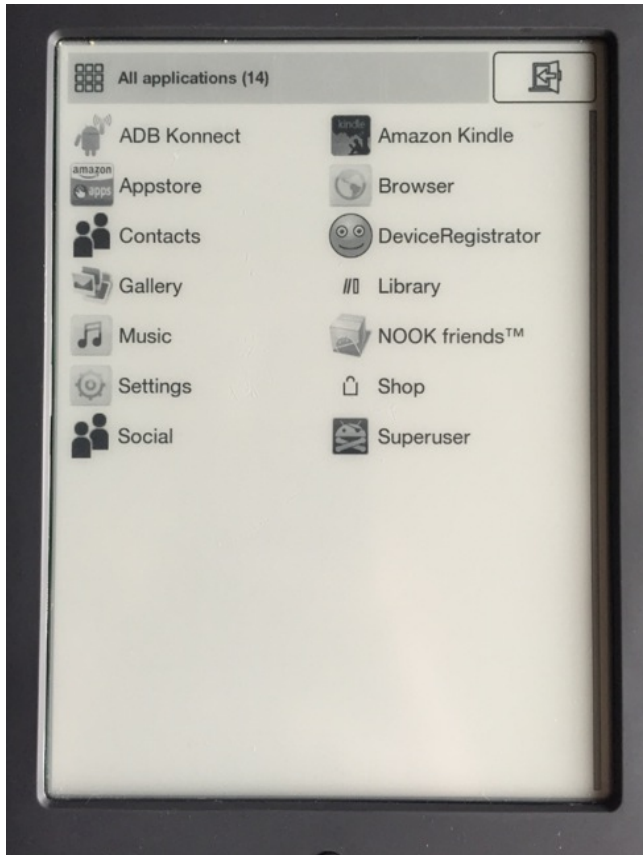 All applications (14)
ADB Konnect
kindle
Amazon Kindle
amazon
apps
Appstore
Browser
Contacts
DeviceRegistrator
Gallery
Library
Music
NOOK friends™
Settings
Shop
Social
Superuser